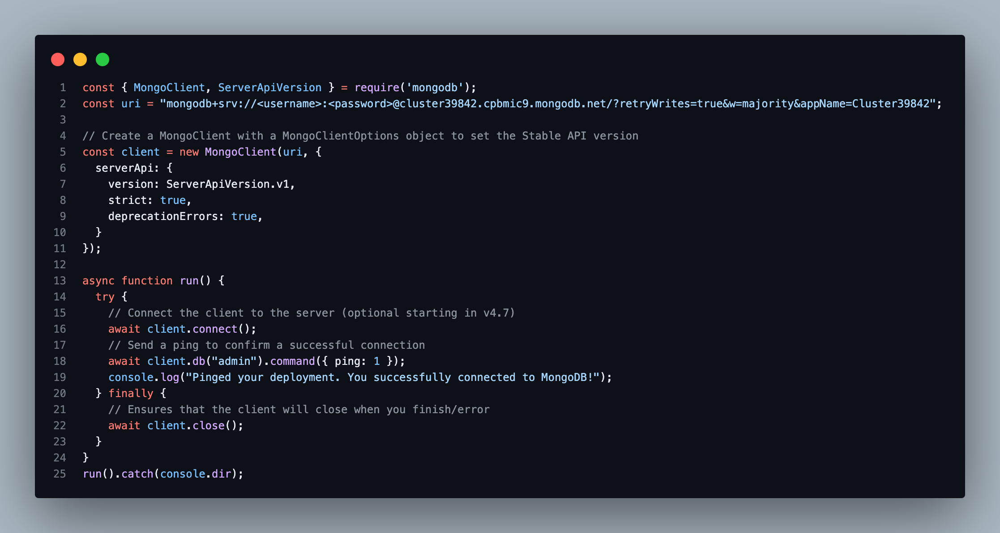 1 const { MongoClient, ServerApiVersion } = require('mongodb');
2 const uri = "mongodb+srv://<username>:<password>@cluster39842.cpbmic9.mongodb.net/?retryWrites=true&w=majority&appName=Cluster39842";
3
4 // Create a MongoClient with a MongoClientOptions object to set the Stable API version
5 const client = new MongoClient(uri, {
6   serverApi: {
7     version: ServerApiVersion.v1,
8     strict: true,
9     deprecationErrors: true,
10   }
11 });
12
13 async function run() {
14   try {
15     // Connect the client to the server (optional starting in v4.7)
16     await client.connect();
17     // Send a ping to confirm a successful connection
18     await client.db("admin").command({ ping: 1 });
19     console.log("Pinged your deployment. You successfully connected to MongoDB!");
20   } finally {
21     // Ensures that the client will close when you finish/error
22     await client.close();
23   }
24 }
25 run().catch(console.dir);